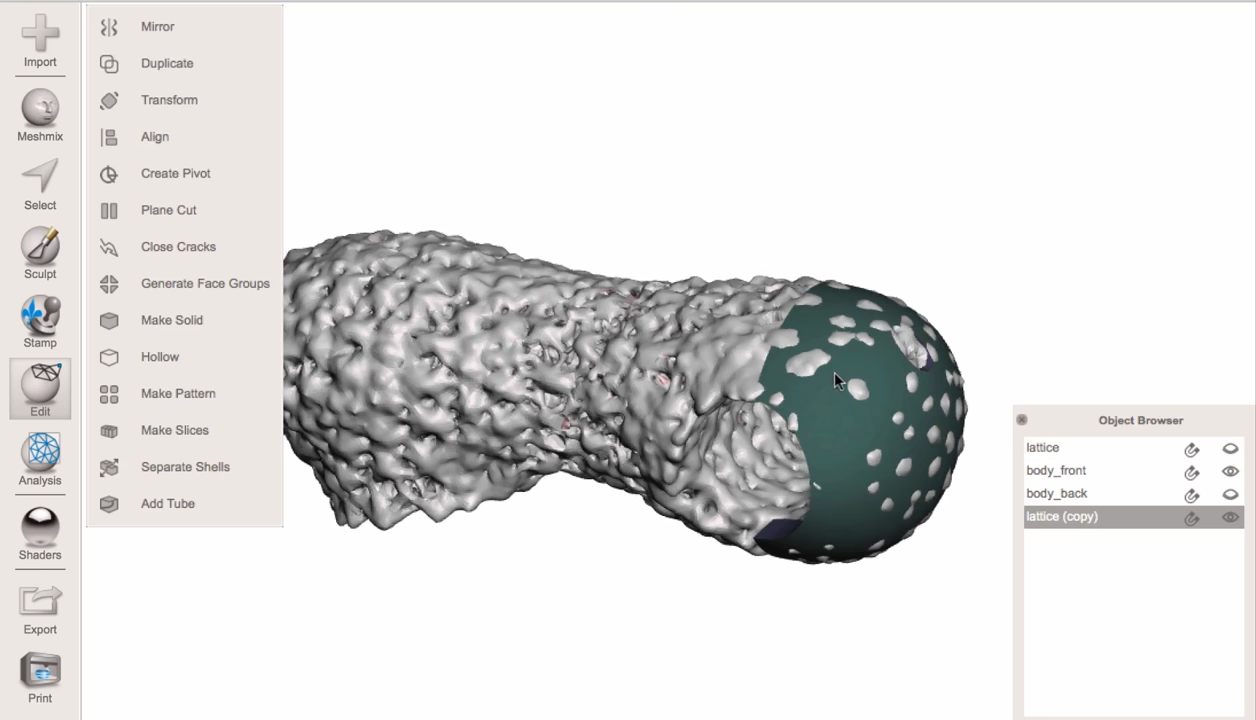 Import
Meshmix
Select
Sculpt
Stamp
Edit
Analysis
Shaders
Export
Print
Mirror
Duplicate
Transform
Align
Create Pivot
Plane Cut
Close Cracks
Generate Face Groups
Make Solid
Hollow
Make Pattern
Make Slices
Separate Shells
Add Tube
Object Browser
lattice
body_front
body_back
lattice (copy)